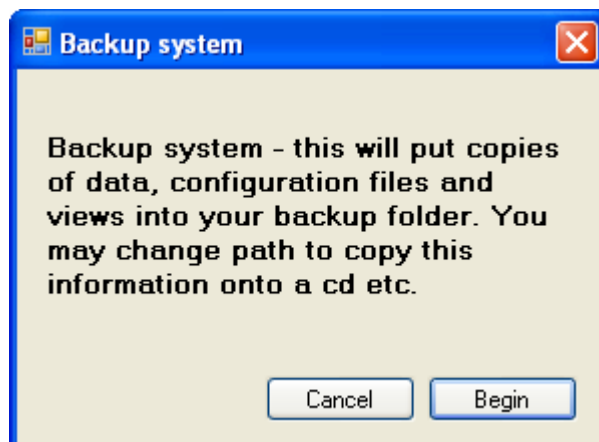 Backup system
Backup system - this will put copies
of data, configuration files and
views into your backup folder. You
may change path to copy this
information onto a cd etc.
Cancel Begin